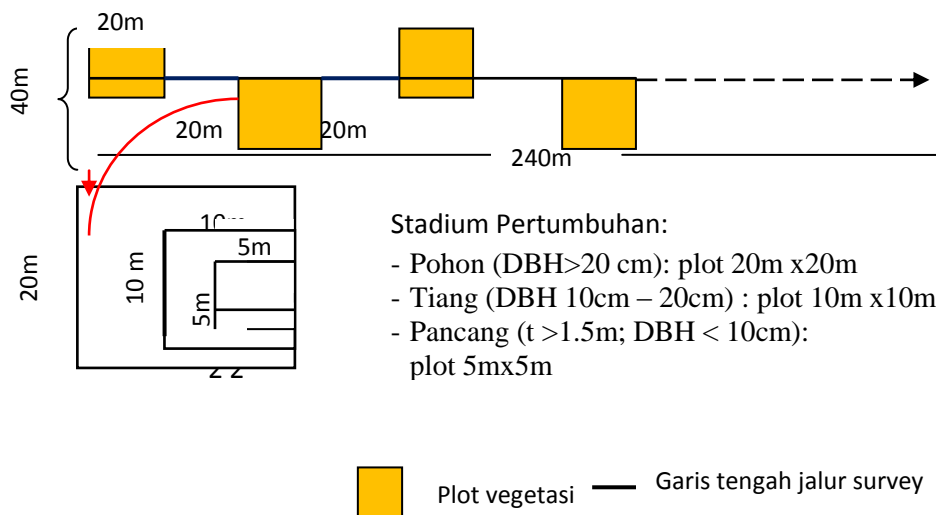 20m
40m
20m
20m
240m
20m
10 m
5m
5m
Stadium Pertumbuhan:
- Pohon (DBH>20 cm): plot 20m x20m
- Tiang (DBH 10cm – 20cm) : plot 10m x10m
- Pancang (t >1.5m; DBH < 10cm):
plot 5mx5m
Plot vegetasi
Garis tengah jalur survey